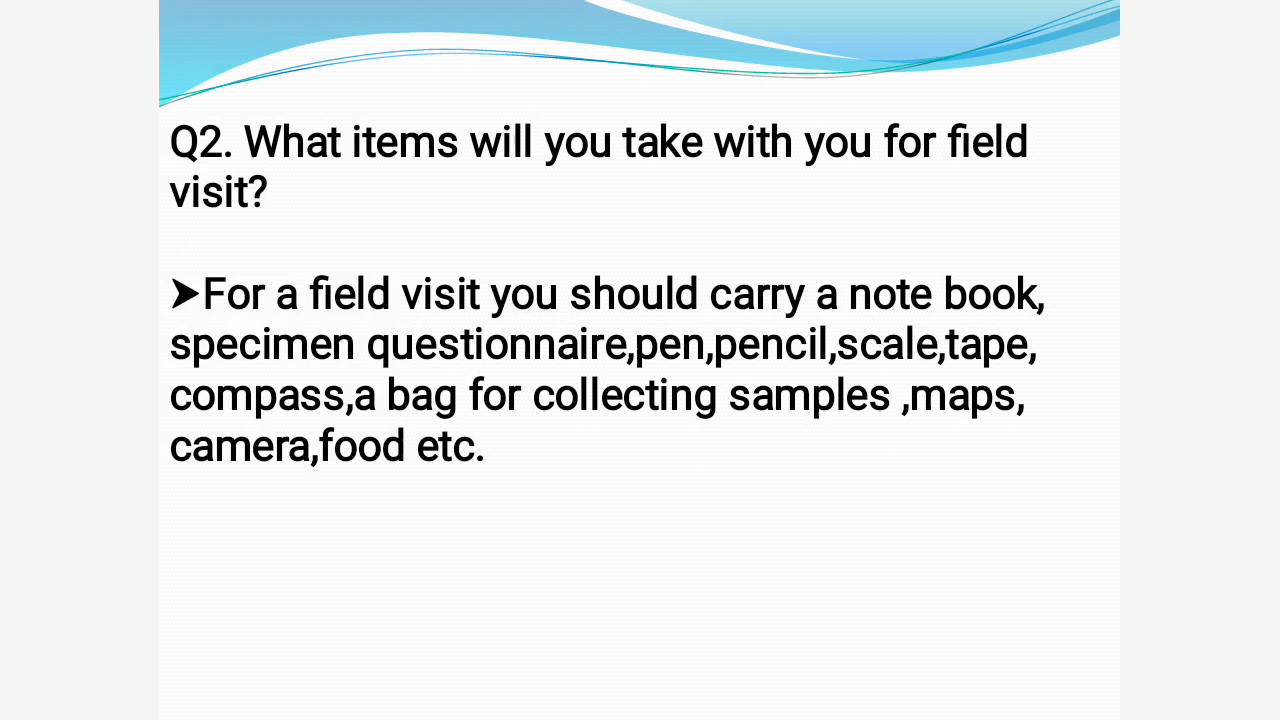 Q2. What items will you take with you for field
visit?
➤For a field visit you should carry a note book,
specimen questionnaire,pen,pencil,scale,tape,
compass,a bag for collecting samples ,maps,
camera,food etc.